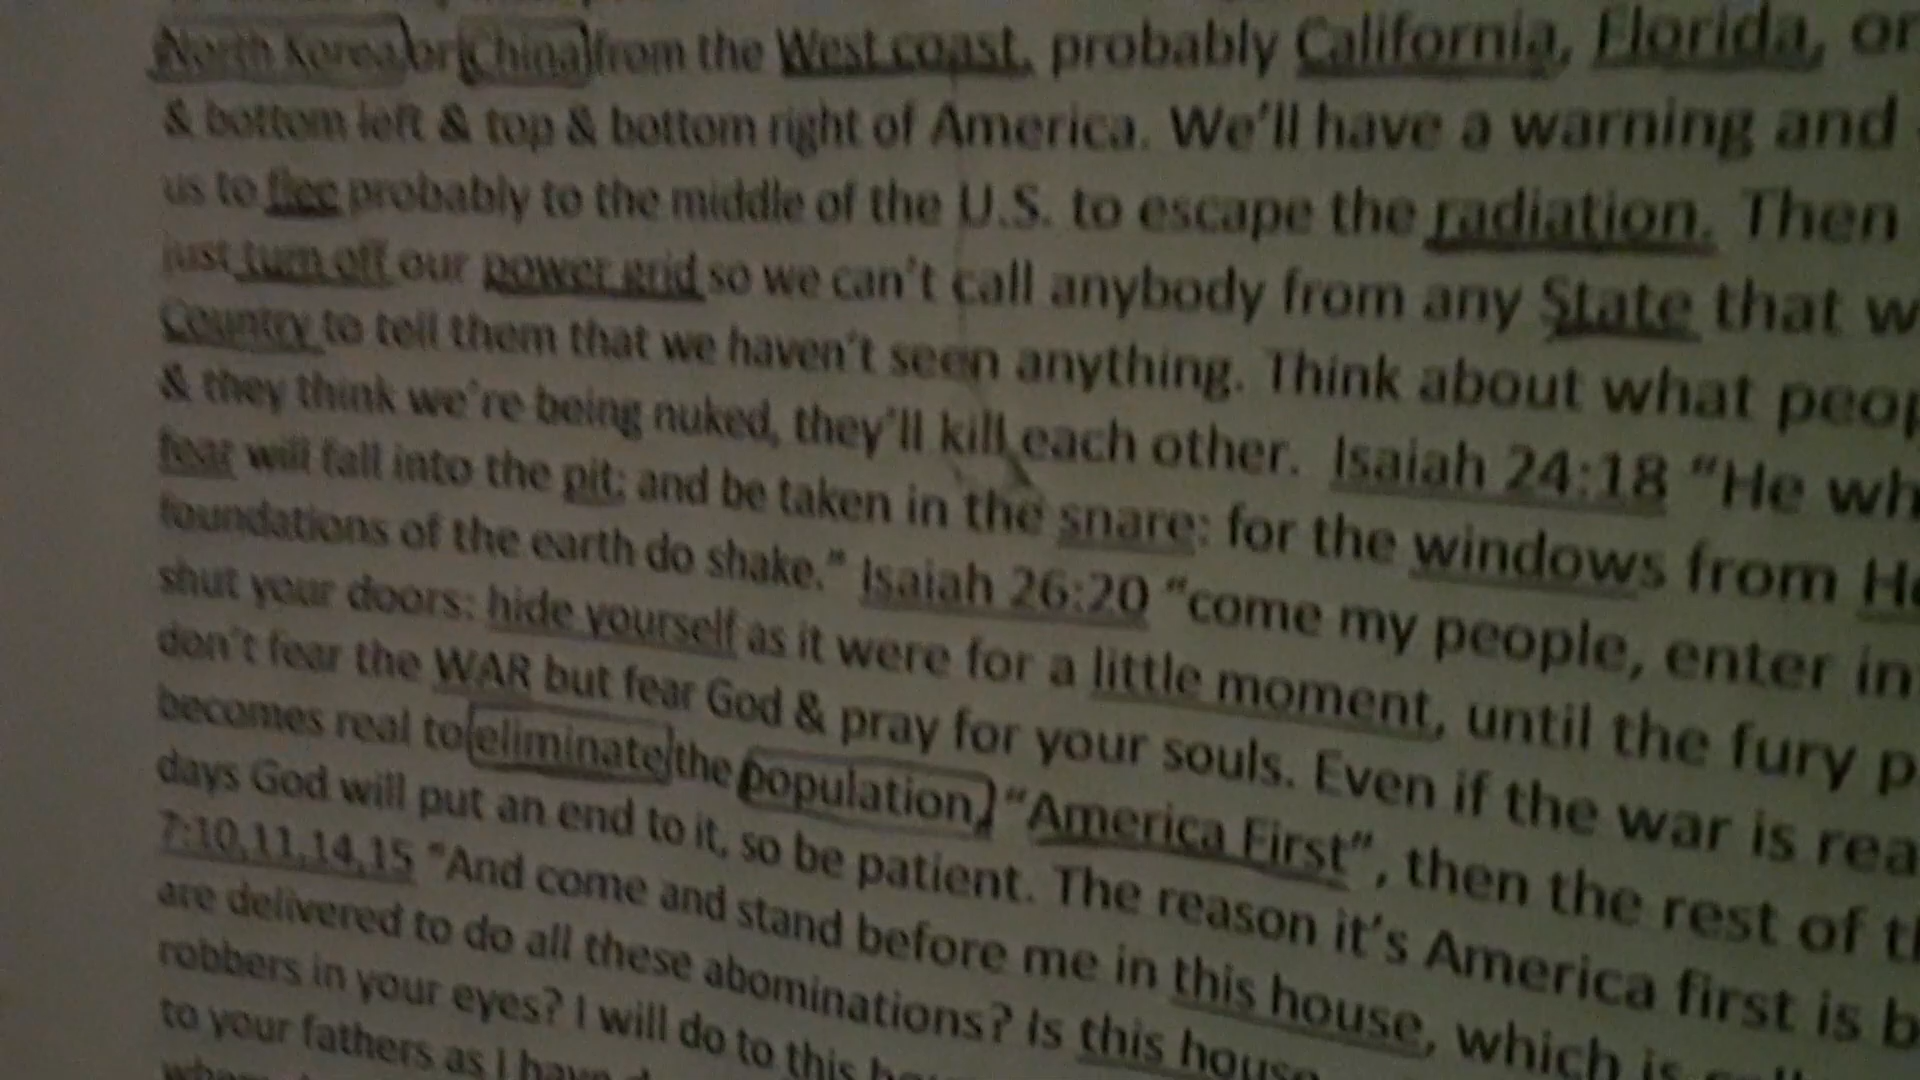 North Korea or China from the West coast, probably California, Florida, or
& bottom left & top & bottom right of America. We'll have a warning and
us to flee probably to the middle of the U.S. to escape the radiation. Then
just turn off our power grid so we can't call anybody from any State that w
Country to tell them that we haven't seen anything. Think about what peop
& they think we're being nuked, they'll kill each other. Isaiah 24:18 "He wh
fear will fall into the pit; and be taken in the snare: for the windows from He
foundations of the earth do shake." Isaiah 26:20 "come my people, enter in
shut your doors: hide yourself as it were for a little moment, until the fury p
don't fear the WAR but fear God & pray for your souls. Even if the war is rea
becomes real to eliminate the population, "America First", then the rest of th
days God will put an end to it, so be patient. The reason it's America first is b
7:10,11,14,15 "And come and stand before me in this house, which is
are delivered to do all these abominations? Is this house
robbers in your eyes? I will do to this
to your fathers as I have